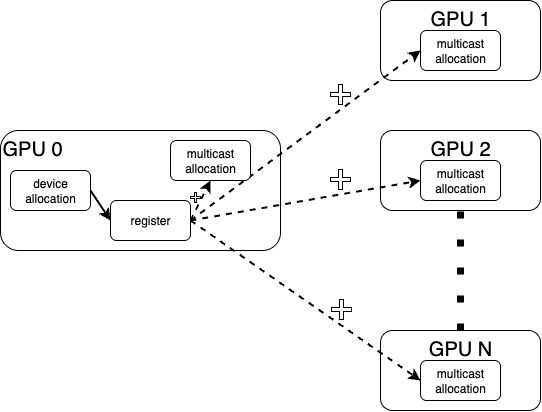 GPU 1
multicast
allocation
GPU 0
multicast
allocation
device
allocation
register
GPU 2
multicast
allocation
GPU N
multicast
allocation